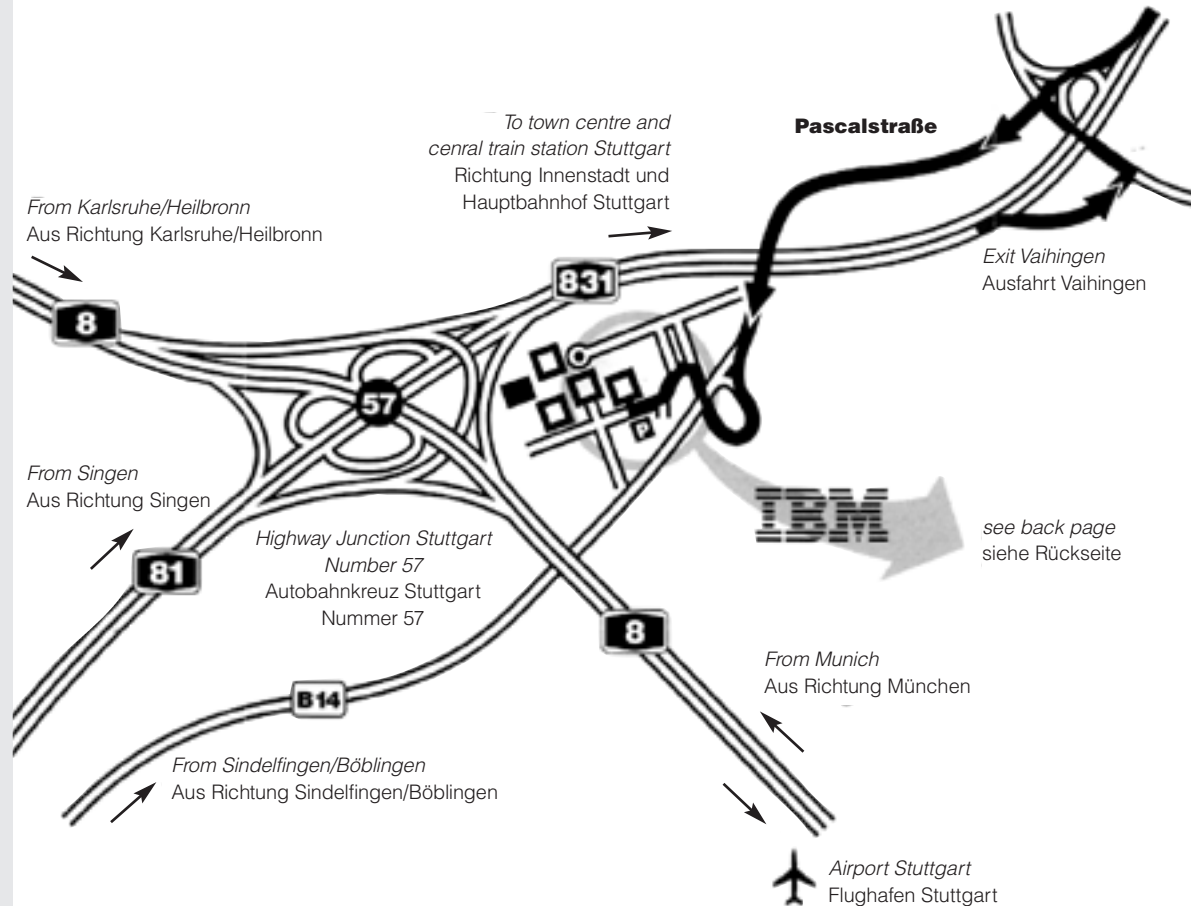 To town centre and
cenral train station Stuttgart
Richtung Innenstadt und
Hauptbahnhof Stuttgart
Pascalstraße
From Karlsruhe/Heilbronn
Aus Richtung Karlsruhe/Heilbronn
Exit Vaihingen
Ausfahrt Vaihingen
831
8
57
P
From Singen
Aus Richtung Singen
IBM
see back page
siehe Rückseite
Highway Junction Stuttgart
Number 57
Autobahnkreuz Stuttgart
Nummer 57
81
8
From Munich
Aus Richtung München
B14
From Sindelfingen/Böblingen
Aus Richtung Sindelfingen/Böblingen
Airport Stuttgart
Flughafen Stuttgart